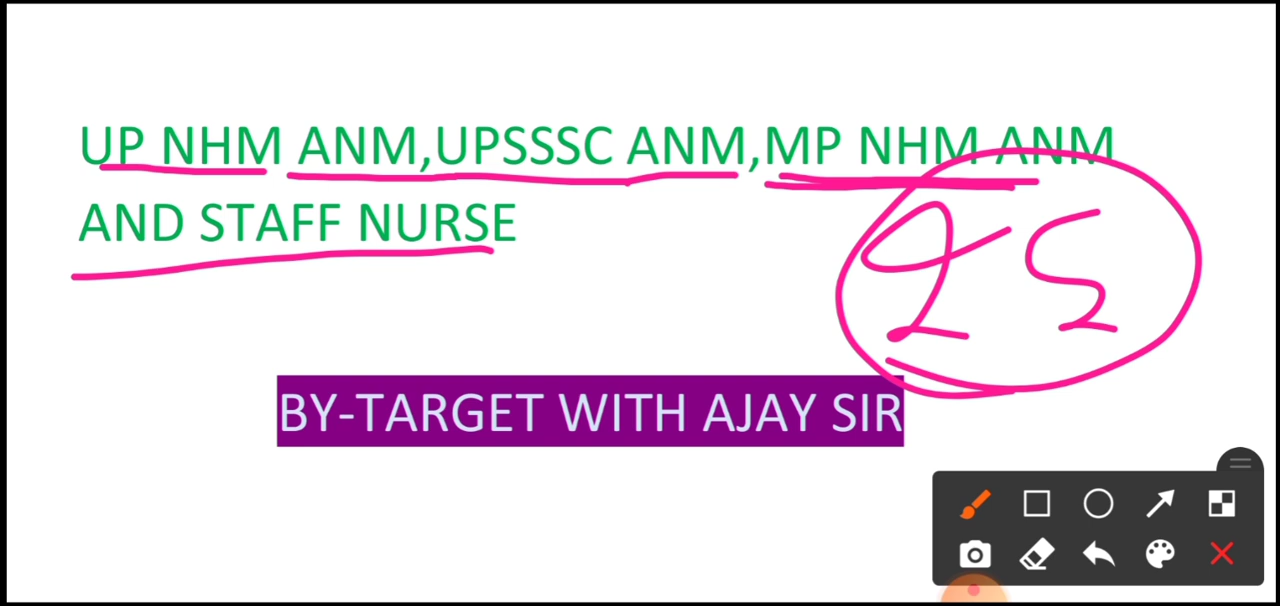 UP NHM ANM,UPSSSC ANM,MP NHM ANM
AND STAFF NURSE
25
BY-TARGET WITH AJAY SIR